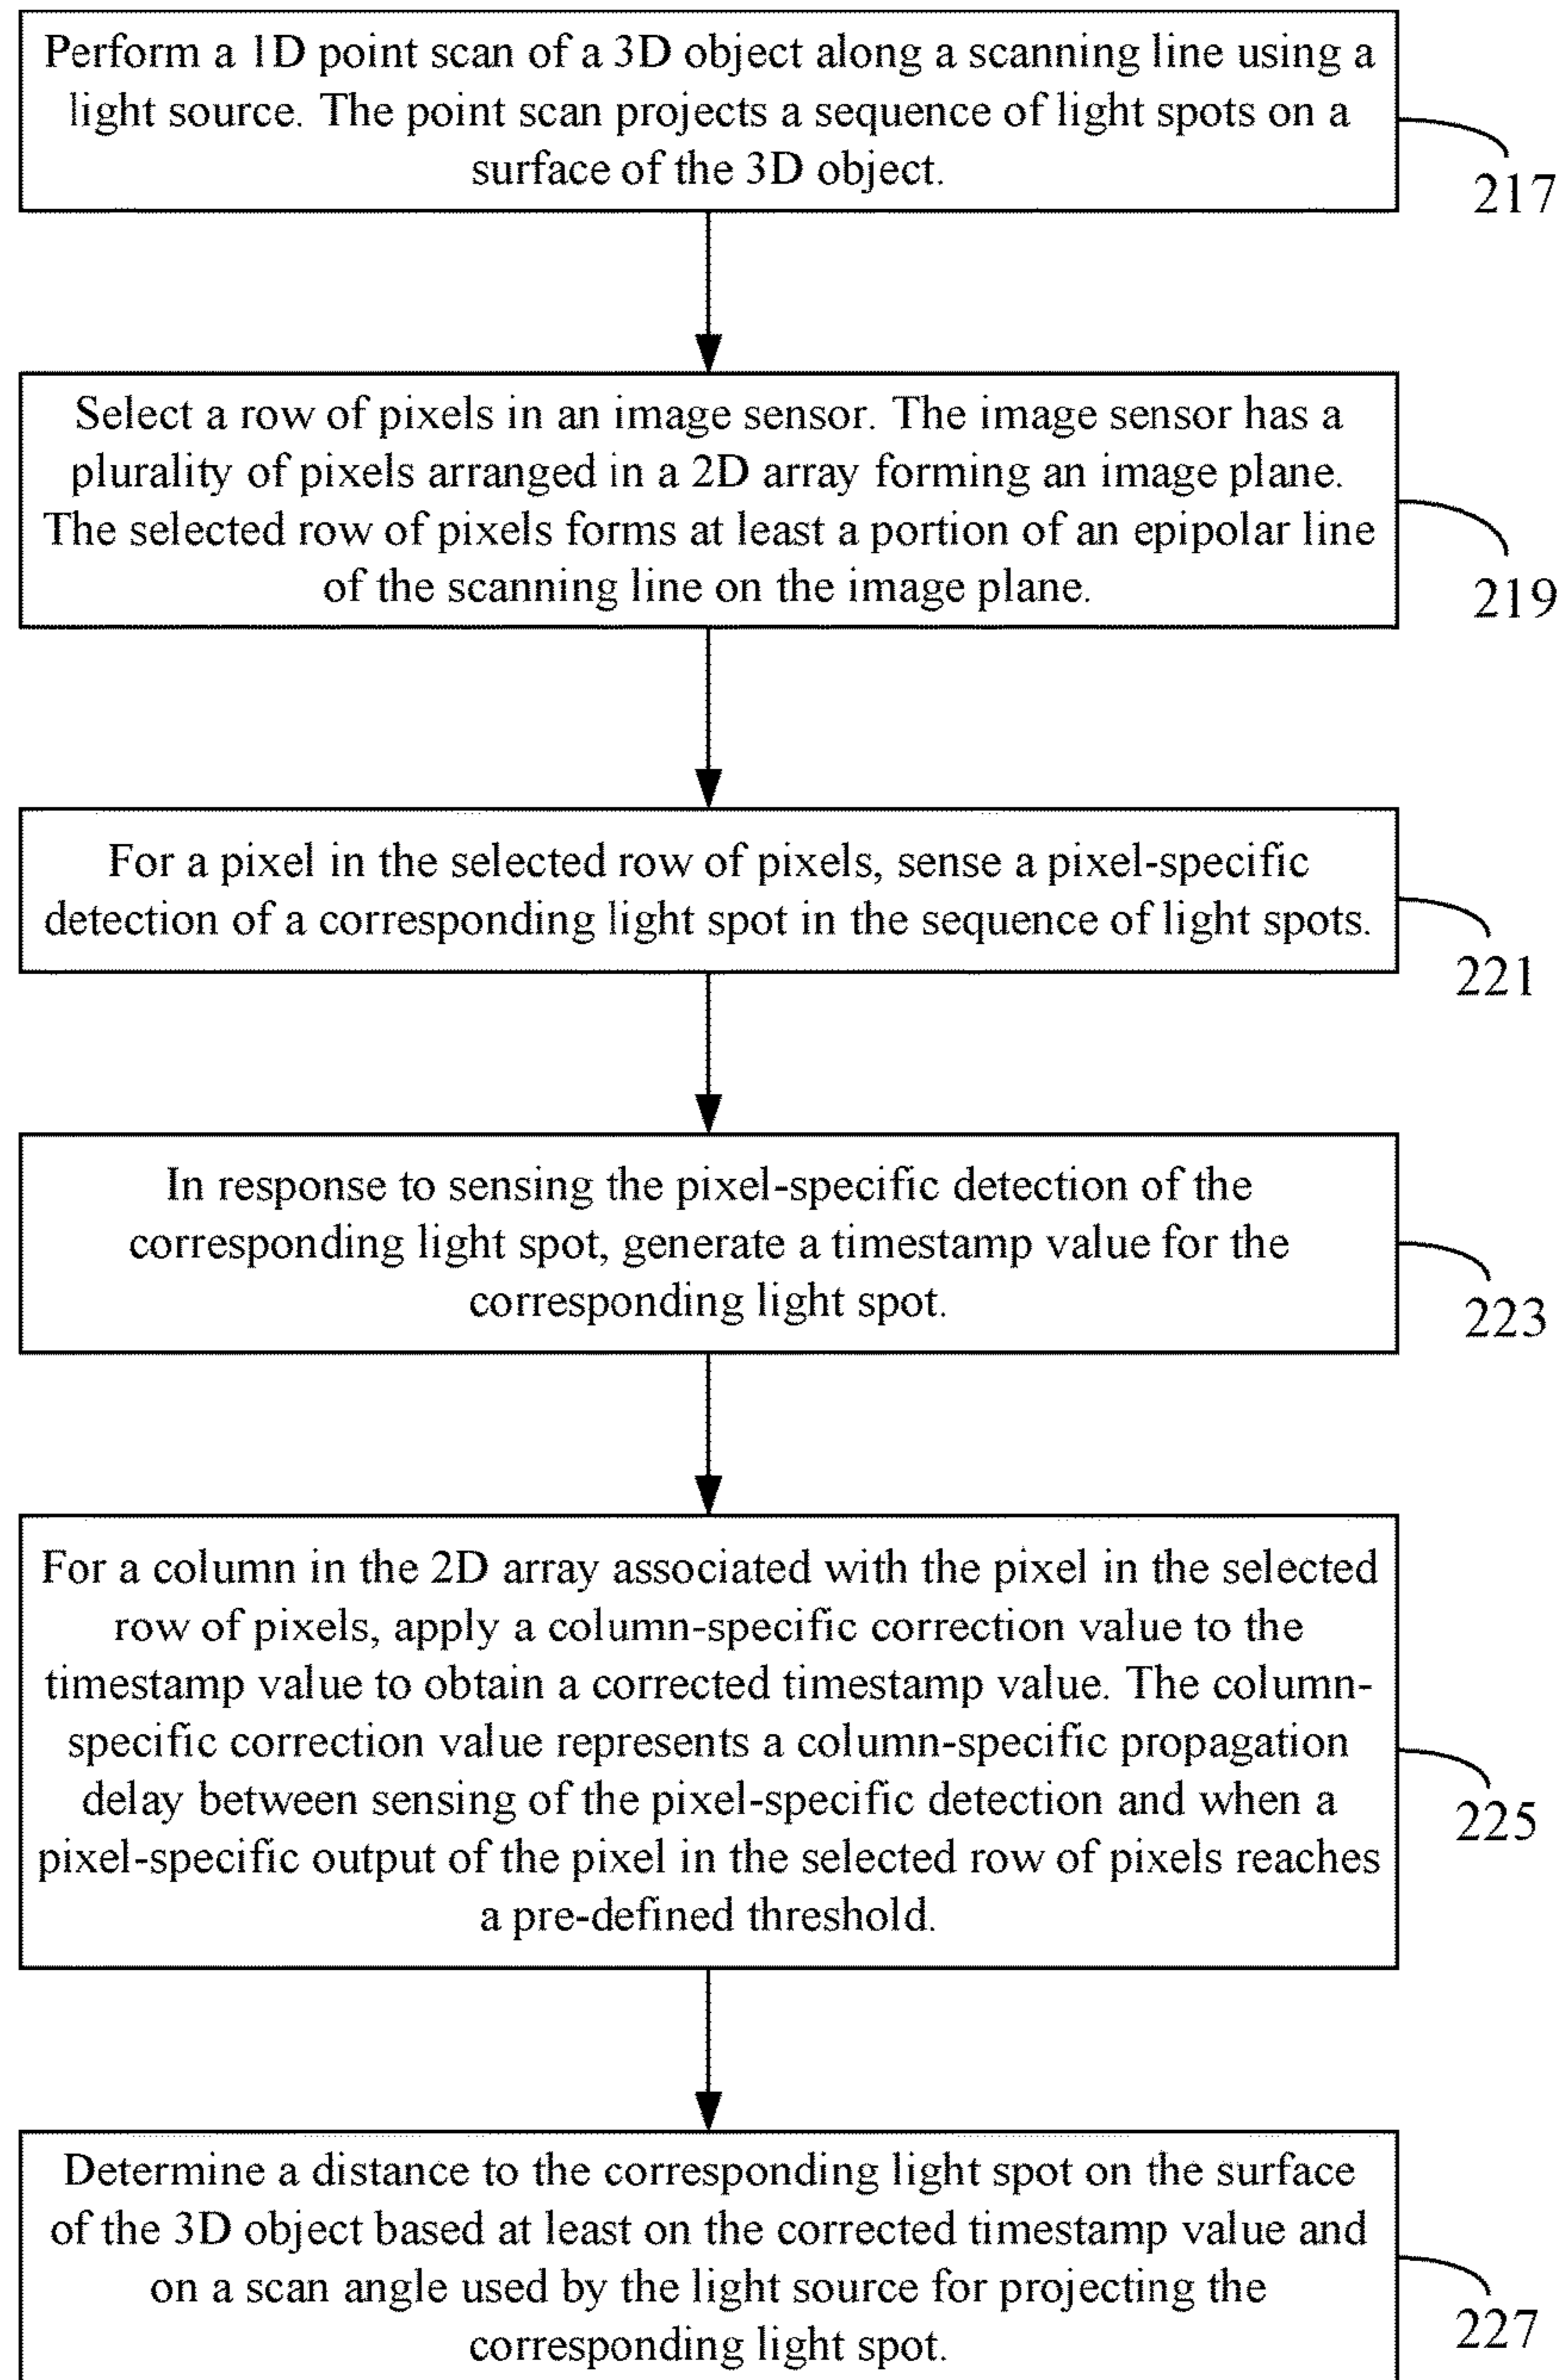 Perform a 1D point scan of a 3D object along a scanning line using a
light source. The point scan projects a sequence of light spots on a
surface of the 3D object.
217
Select a row of pixels in an image sensor. The image sensor has a
plurality of pixels arranged in a 2D array forming an image plane.
The selected row of pixels forms at least a portion of an epipolar line
of the scanning line on the image plane.
219
For a pixel in the selected row of pixels, sense a pixel-specific
detection of a corresponding light spot in the sequence of light spots.
221
In response to sensing the pixel-specific detection of the
corresponding light spot, generate a timestamp value for the
corresponding light spot.
223
For a column in the 2D array associated with the pixel in the selected
row of pixels, apply a column-specific correction value to the
timestamp value to obtain a corrected timestamp value. The column-
specific correction value represents a column-specific propagation
delay between sensing of the pixel-specific detection and when a
pixel-specific output of the pixel in the selected row of pixels reaches
a pre-defined threshold.
225
Determine a distance to the corresponding light spot on the surface
of the 3D object based at least on the corrected timestamp value and
on a scan angle used by the light source for projecting the
corresponding light spot.
227